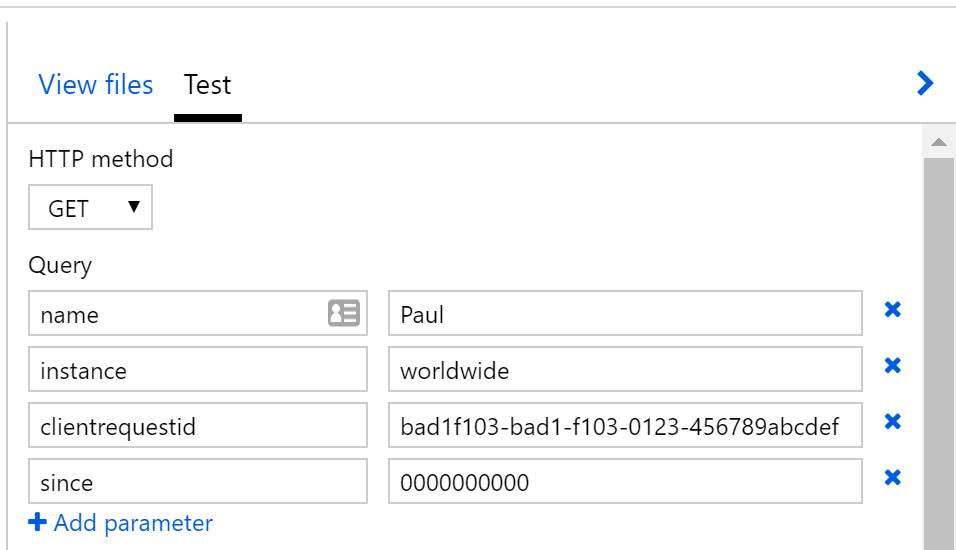 View files Test
HTTP method
GET
Query
name Paul
instance worldwide
clientrequestid bad1f103-bad1-f103-0123-456789abcdef
since 0000000000
Add parameter